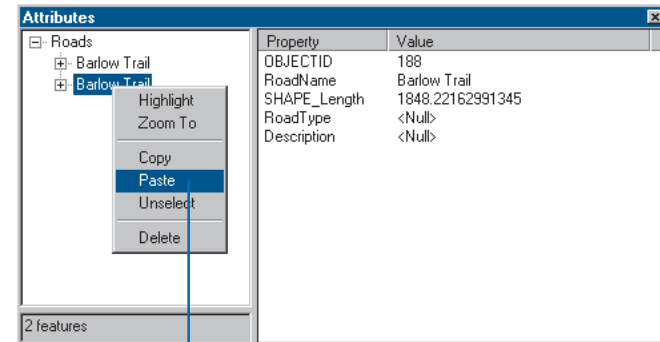 Attributes
Roads
Barlow Trail
Barlow Trail
Highlight
Zoom To
Copy
Paste
Unselect
Delete
2 features
Property Value
OBJECTID 188
RoadName Barlow Trail
SHAPE_Length 1848.22162991345
RoadType <Null>
Description <Null>